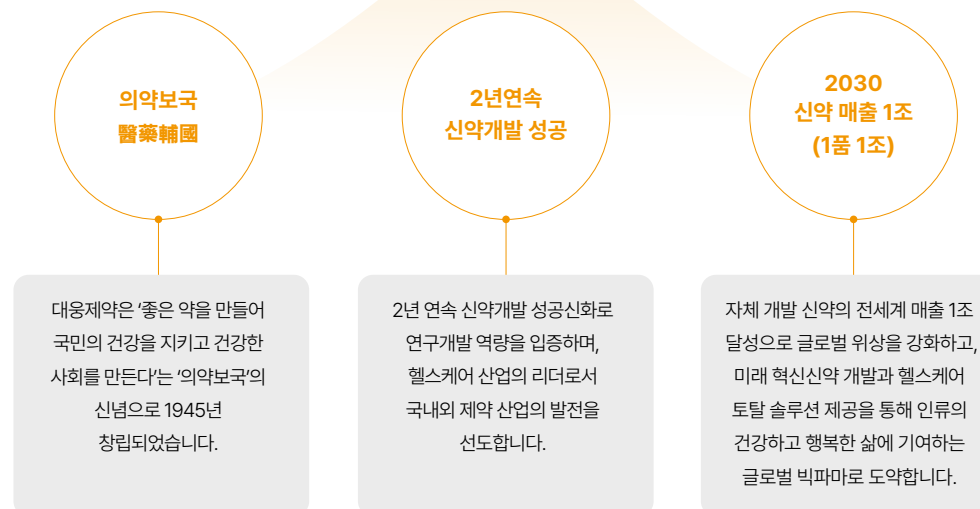 의약보국
醫藥輔國
2년연속
신약개발 성공
2030
신약 매출 1조
(1품 1조)
대웅제약은 ‘좋은 약을 만들어
국민의 건강을 지키고 건강한
사회를 만든다’는 ‘의약보국’의
신념으로 1945년
창립되었습니다.
2년 연속 신약개발 성공신화로
연구개발 역량을 입증하며,
헬스케어 산업의 리더로서
국내외 제약 산업의 발전을
선도합니다.
자체 개발 신약의 전세계 매출 1조
달성으로 글로벌 위상을 강화하고,
미래 혁신신약 개발과 헬스케어
토탈 솔루션 제공을 통해 인류의
건강하고 행복한 삶에 기여하는
글로벌 빅파마로 도약합니다.